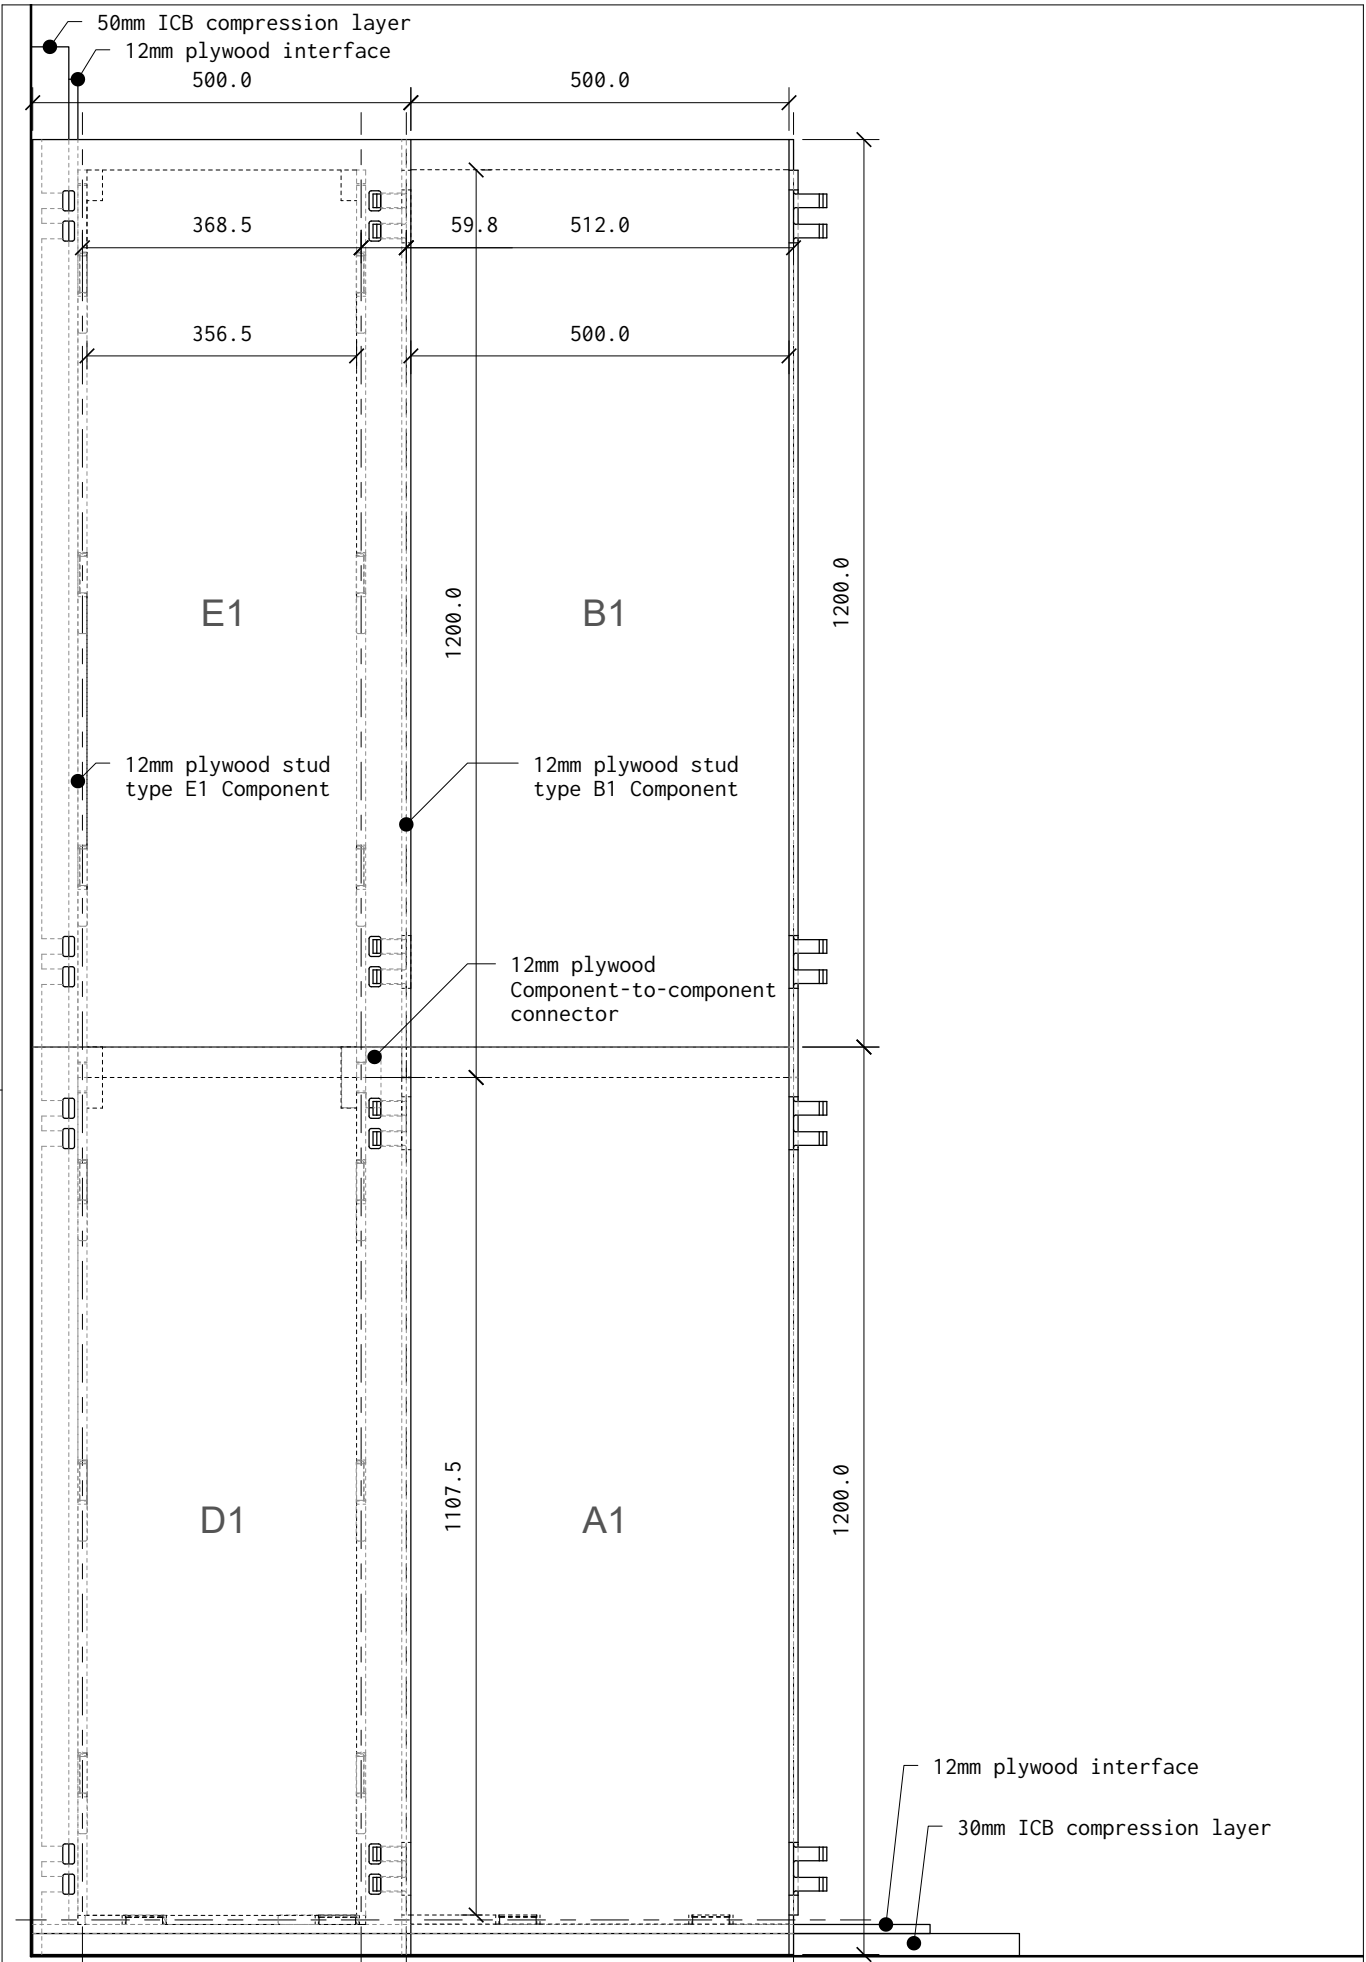 50mm ICB compression layer
12mm plywood interface
500.0
500.0
368.5
59.8
512.0
356.5
500.0
1200.0
1200.0
E1
B1
12mm plywood stud
type E1 Component
12mm plywood stud
type B1 Component
12mm plywood
Component-to-component
connector
1107.5
1200.0
D1
A1
12mm plywood interface
30mm ICB compression layer